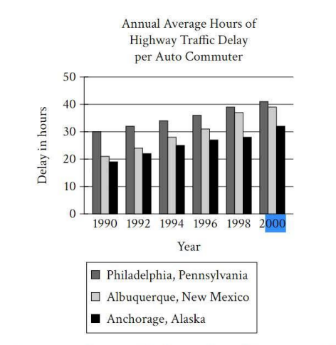 Annual Average Hours of
Highway Traffic Delay
per Auto Commuter
Delay in hours
50
40
30
20
10
0
1990 1992 1994 1996 1998 2000
Year
Philadelphia, Pennsylvania
Albuquerque, New Mexico
Anchorage, Alaska